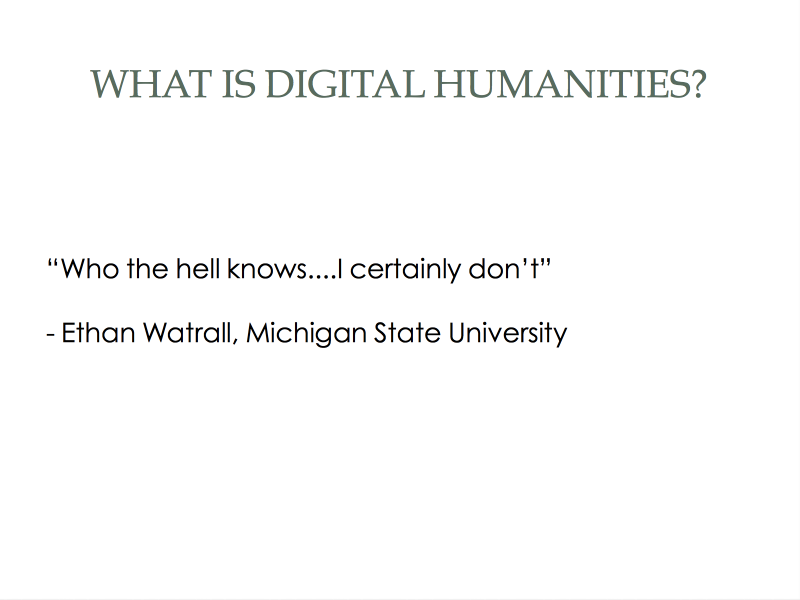 WHAT IS DIGITAL HUMANITIES?
“Who the hell knows....I certainly don’t”
- Ethan Watrall, Michigan State University